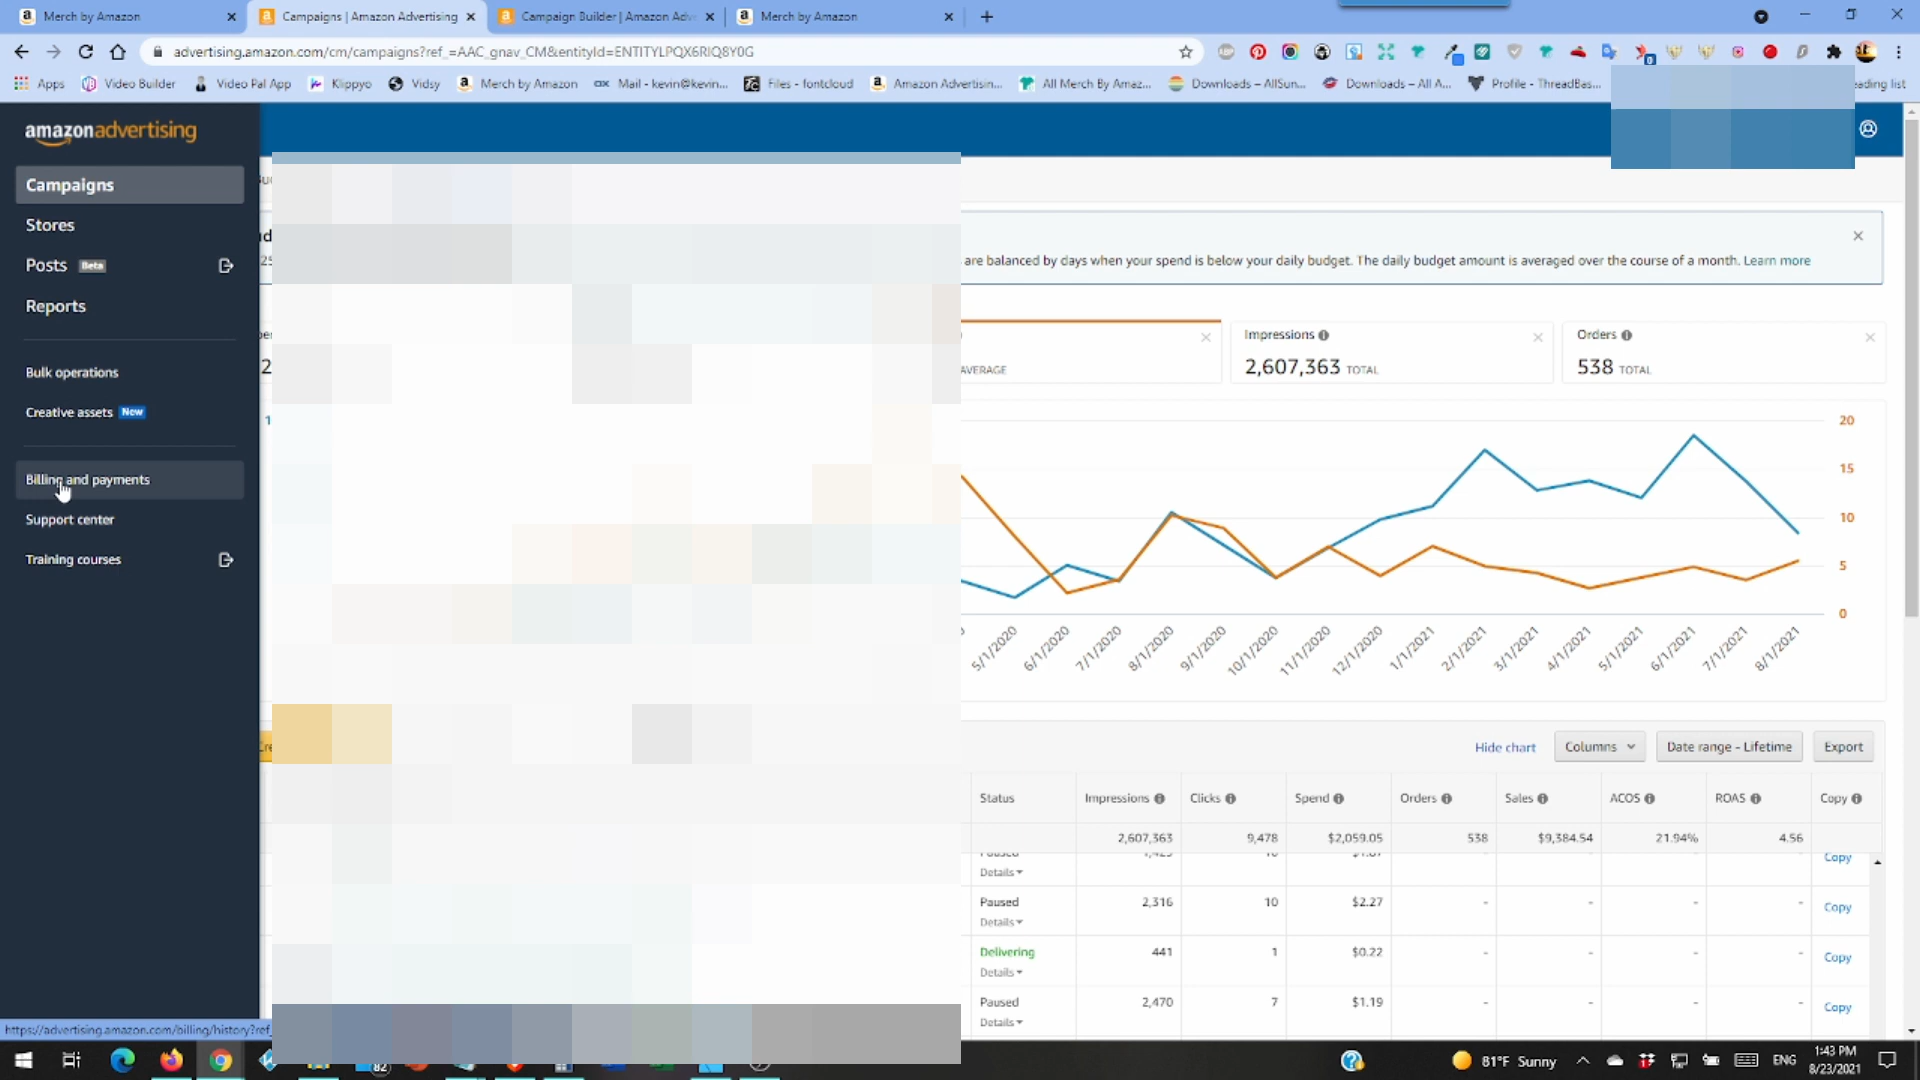 Merch by Amazon
Campaigns | Amazon Advertising
Campaign Builder | Amazon Adv
Merch by Amazon
advertising.amazon.com/cm/campaigns?ref_=AAC_gnav_CM&entityId=ENTITYLPQX6RIQ8Y0G
Apps
Video Builder
Video Pal App
Klippyo
Vidsy
Merch by Amazon
Mail - kevin@kevin...
Files - fontcloud
Amazon Advertisin...
All Merch By Amaz...
Downloads – AllSun...
Downloads – All A...
Profile - ThreadBas...
eading list
amazonadvertising
Campaigns
Stores
Posts Beta
Reports
Bulk operations
Creative assets New
Billing and payments
Support center
Training courses
are balanced by days when your spend is below your daily budget. The daily budget amount is averaged over the course of a month. Learn more
AVERAGE
Impressions
2,607,363 TOTAL
Orders
538 TOTAL
20
15
10
5
0
5/1/2020
6/1/2020
7/1/2020
8/1/2020
9/1/2020
10/1/2020
11/1/2020
12/1/2020
1/1/2021
2/1/2021
3/1/2021
4/1/2021
5/1/2021
6/1/2021
7/1/2021
8/1/2021
Hide chart
Columns
Date range - Lifetime
Export
Status Impressions Clicks Spend Orders Sales ACOS ROAS Copy
2,607,363 9,478 $2,059.05 538 $9,384.54 21.94% 4.56
Copy
Details
Paused 2,316 10 $2.27 - - - - Copy
Details
Delivering 441 1 $0.22 - - - - Copy
Details
Paused 2,470 7 $1.19 - - - - Copy
Details
https://advertising.amazon.com/billing/history?ref_
82
81°F Sunny
ENG
1:43 PM
8/23/2021